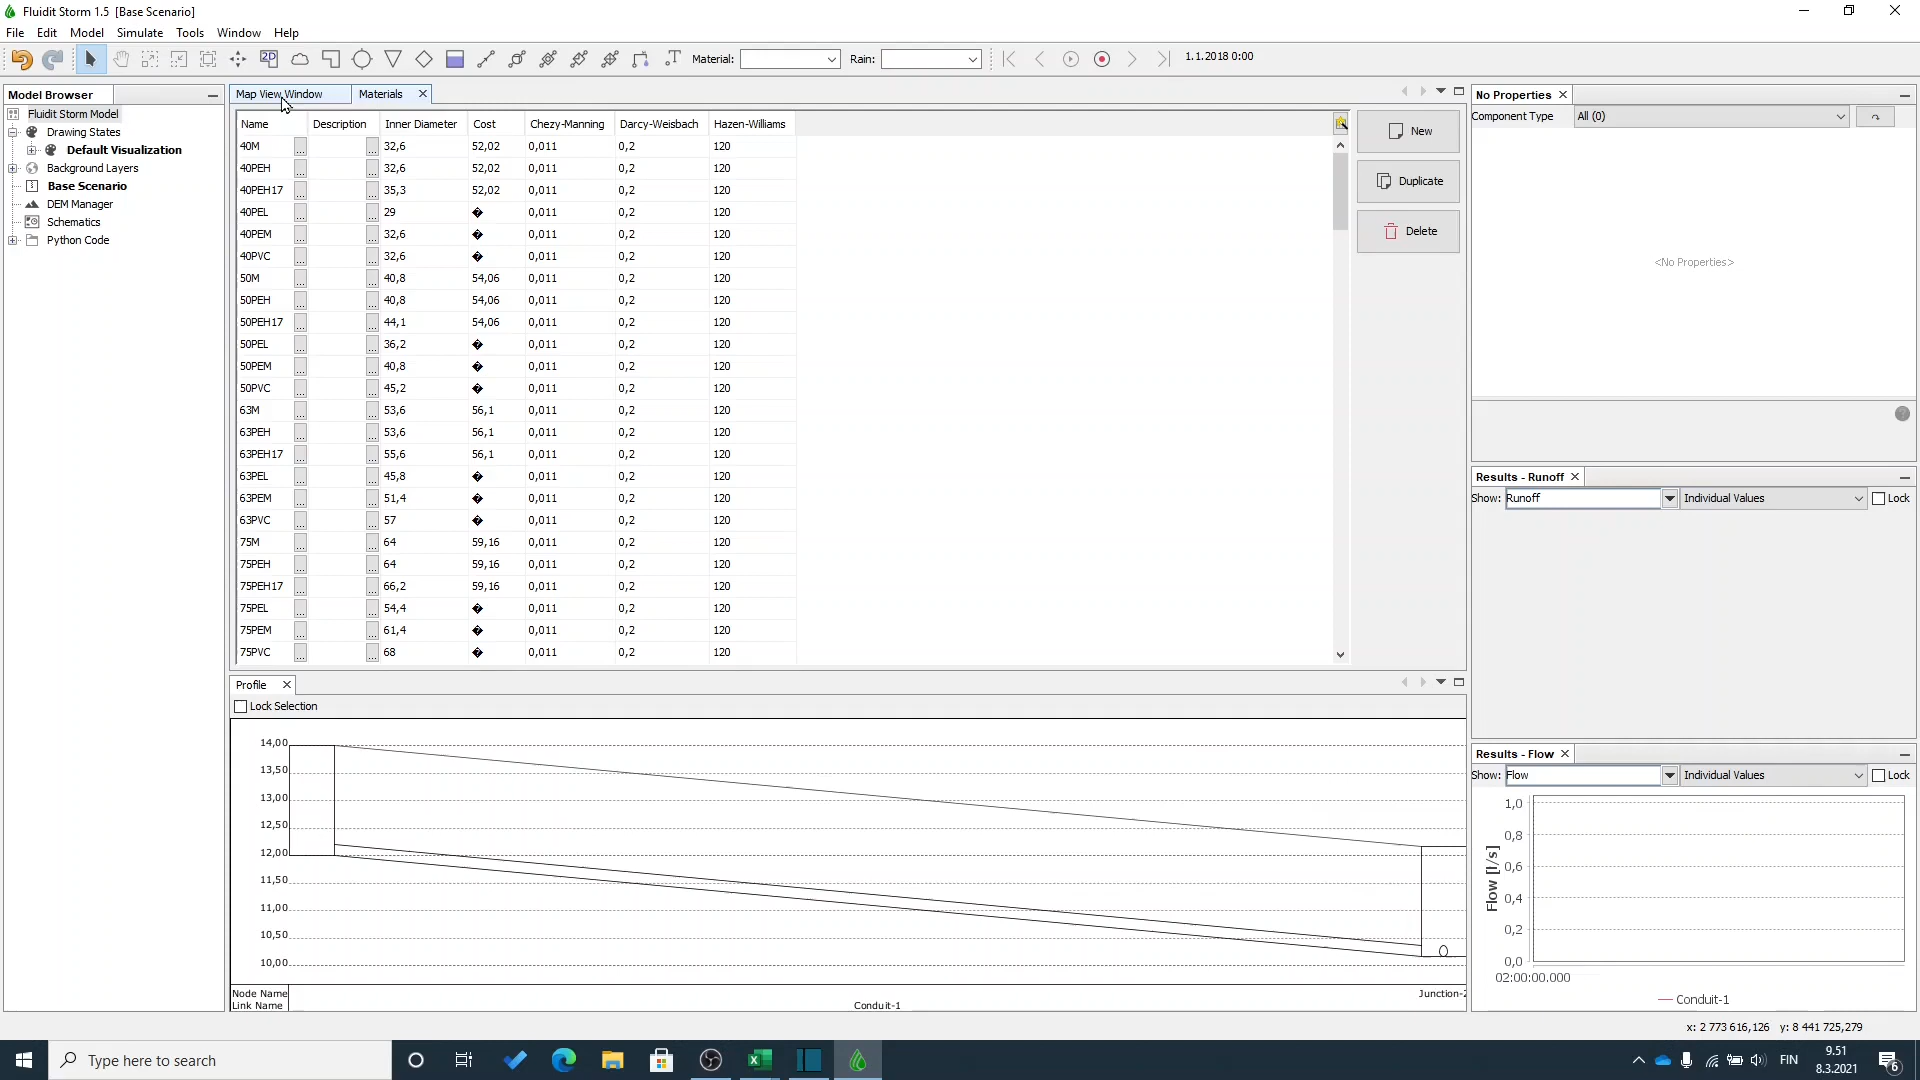 Fluidit Storm 1.5 [Base Scenario]
File Edit Model Simulate Tools Window Help
2D Material: Rain: 1.1.2018 0:00
Model Browser
Fluidit Storm Model
Drawing States
Default Visualization
Background Layers
Base Scenario
DEM Manager
Schematics
Python Code
Map View Window Materials
Name Description Inner Diameter Cost Chezy-Manning Darcy-Weisbach Hazen-Williams
40M ... ... 32,6 52,02 0,011 0,2 120
40PEH ... ... 32,6 52,02 0,011 0,2 120
40PEH17 ... ... 35,3 52,02 0,011 0,2 120
40PEL ... ... 29 � 0,011 0,2 120
40PEM ... ... 32,6 � 0,011 0,2 120
40PVC ... ... 32,6 � 0,011 0,2 120
50M ... ... 40,8 54,06 0,011 0,2 120
50PEH ... ... 40,8 54,06 0,011 0,2 120
50PEH17 ... ... 44,1 54,06 0,011 0,2 120
50PEL ... ... 36,2 � 0,011 0,2 120
50PEM ... ... 40,8 � 0,011 0,2 120
50PVC ... ... 45,2 � 0,011 0,2 120
63M ... ... 53,6 56,1 0,011 0,2 120
63PEH ... ... 53,6 56,1 0,011 0,2 120
63PEH17 ... ... 55,6 56,1 0,011 0,2 120
63PEL ... ... 45,8 � 0,011 0,2 120
63PEM ... ... 51,4 � 0,011 0,2 120
63PVC ... ... 57 � 0,011 0,2 120
75M ... ... 64 59,16 0,011 0,2 120
75PEH ... ... 64 59,16 0,011 0,2 120
75PEH17 ... ... 66,2 59,16 0,011 0,2 120
75PEL ... ... 54,4 � 0,011 0,2 120
75PEM ... ... 61,4 � 0,011 0,2 120
75PVC ... ... 68 � 0,011 0,2 120
New
Duplicate
Delete
Profile
Lock Selection
14,00
13,50
13,00
12,50
12,00
11,50
11,00
10,50
10,00
Node Name Junction-2
Link Name Conduit-1
No Properties
Component Type All (0)
<No Properties>
Results - Runoff
Show: Runoff Individual Values Lock
Results - Flow
Show: Flow Individual Values Lock
Flow [l/s]
1,0
0,8
0,6
0,4
0,2
0,0
02:00:00.000
Conduit-1
x: 2 773 616,126 y: 8 441 725,279
Type here to search
FIN
9.51
8.3.2021
6